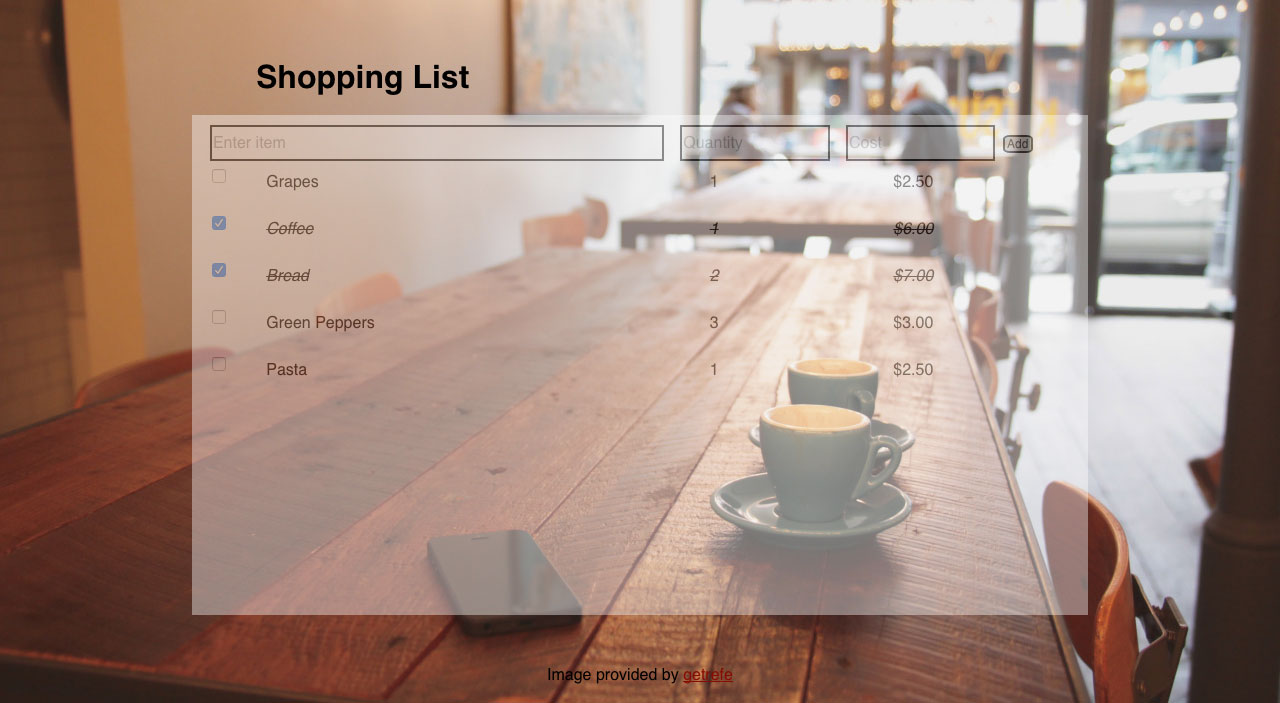 Shopping List
Enter item Quantity Cost Add
Grapes 1 $2.50
Coffee 1 $6.00
Bread 2 $7.00
Green Peppers 3 $3.00
Pasta 1 $2.50
Image provided by getrefe